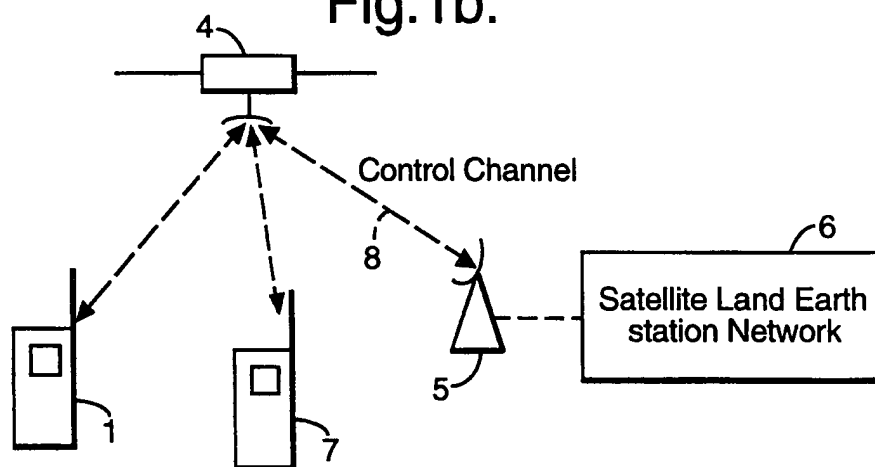 Fig.1b.
4
Control Channel
8
6
Satellite Land Earth
station Network
5
1
7